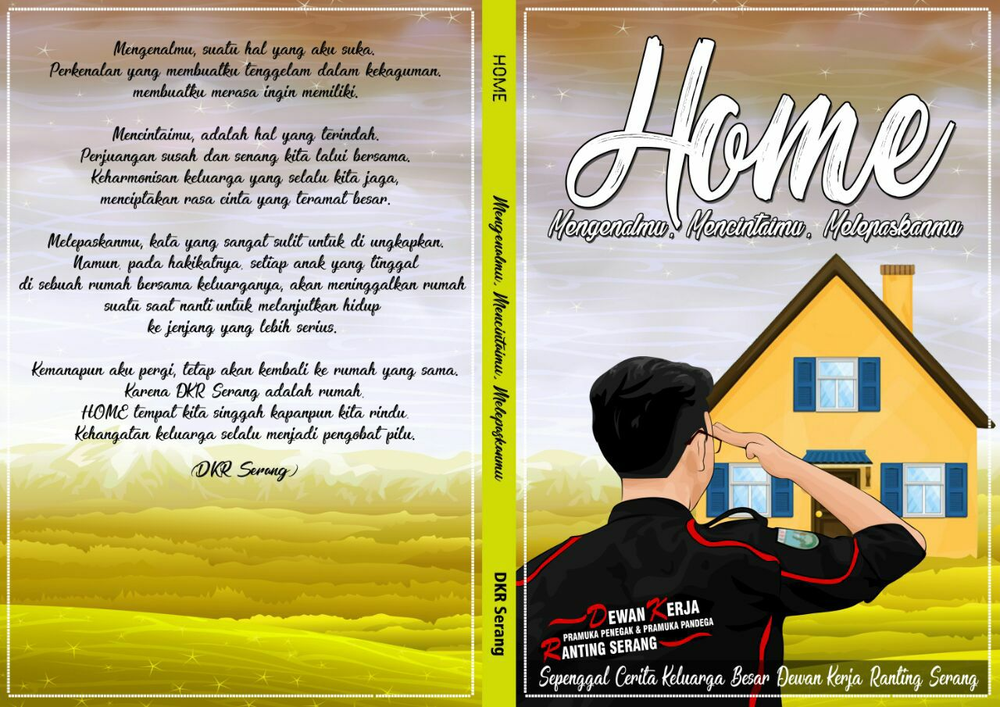 Mengenalmu, suatu hal yang aku suka.
Perkenalan yang membuatku tenggelam dalam kekaguman.
membuatku merasa ingin memiliki.
Mencintaimu, adalah hal yang terindah.
Perjuangan susah dan senang kita lalui bersama.
Keharmonisan keluarga yang selalu kita jaga,
menciptakan rasa cinta yang teramat besar.
Melepaskanmu, kata yang sangat sulit untuk di ungkapkan.
Namun, pada hakikatnya, setiap anak yang tinggal
di sebuah rumah bersama keluarganya, akan meninggalkan rumah
suatu saat nanti untuk melanjutkan hidup
ke jenjang yang lebih serius.
Kemanapun aku pergi, tetap akan kembali ke rumah yang sama.
Karena DKR Serang adalah rumah.
HOME tempat kita singgah kapanpun kita rindu.
Kehangatan keluarga selalu menjadi pengobat pilu.
(DKR Serang)
HOME
Mengenalmu, Mencintaimu, Melepaskanmu
DKR Serang
Home
Mengenalmu, Mencintaimu, Melepaskanmu
DEWAN KERJA
PRAMUKA PENEGAK & PRAMUKA PANDEGA
RANTING SERANG
Sepenggal Cerita Keluarga Besar Dewan Kerja Ranting Serang